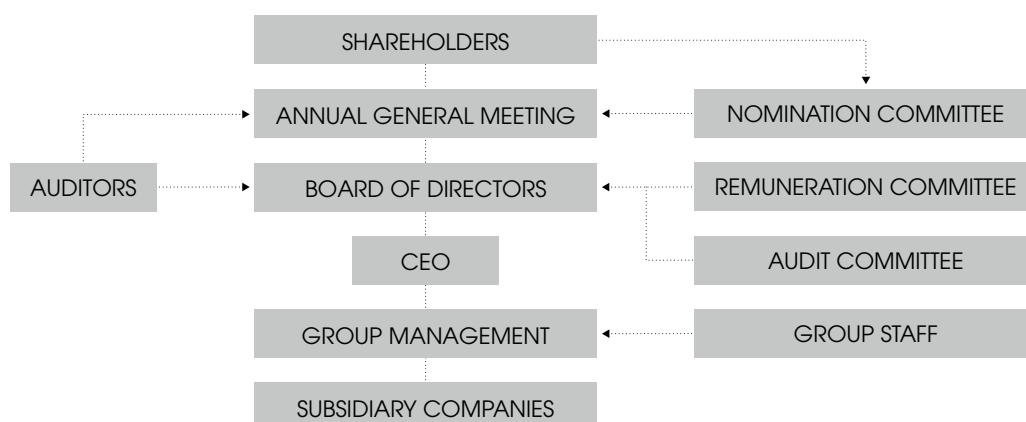 SHAREHOLDERS
ANNUAL GENERAL MEETING
NOMINATION COMMITTEE
AUDITORS
BOARD OF DIRECTORS
REMUNERATION COMMITTEE
CEO
AUDIT COMMITTEE
GROUP MANAGEMENT
GROUP STAFF
SUBSIDIARY COMPANIES